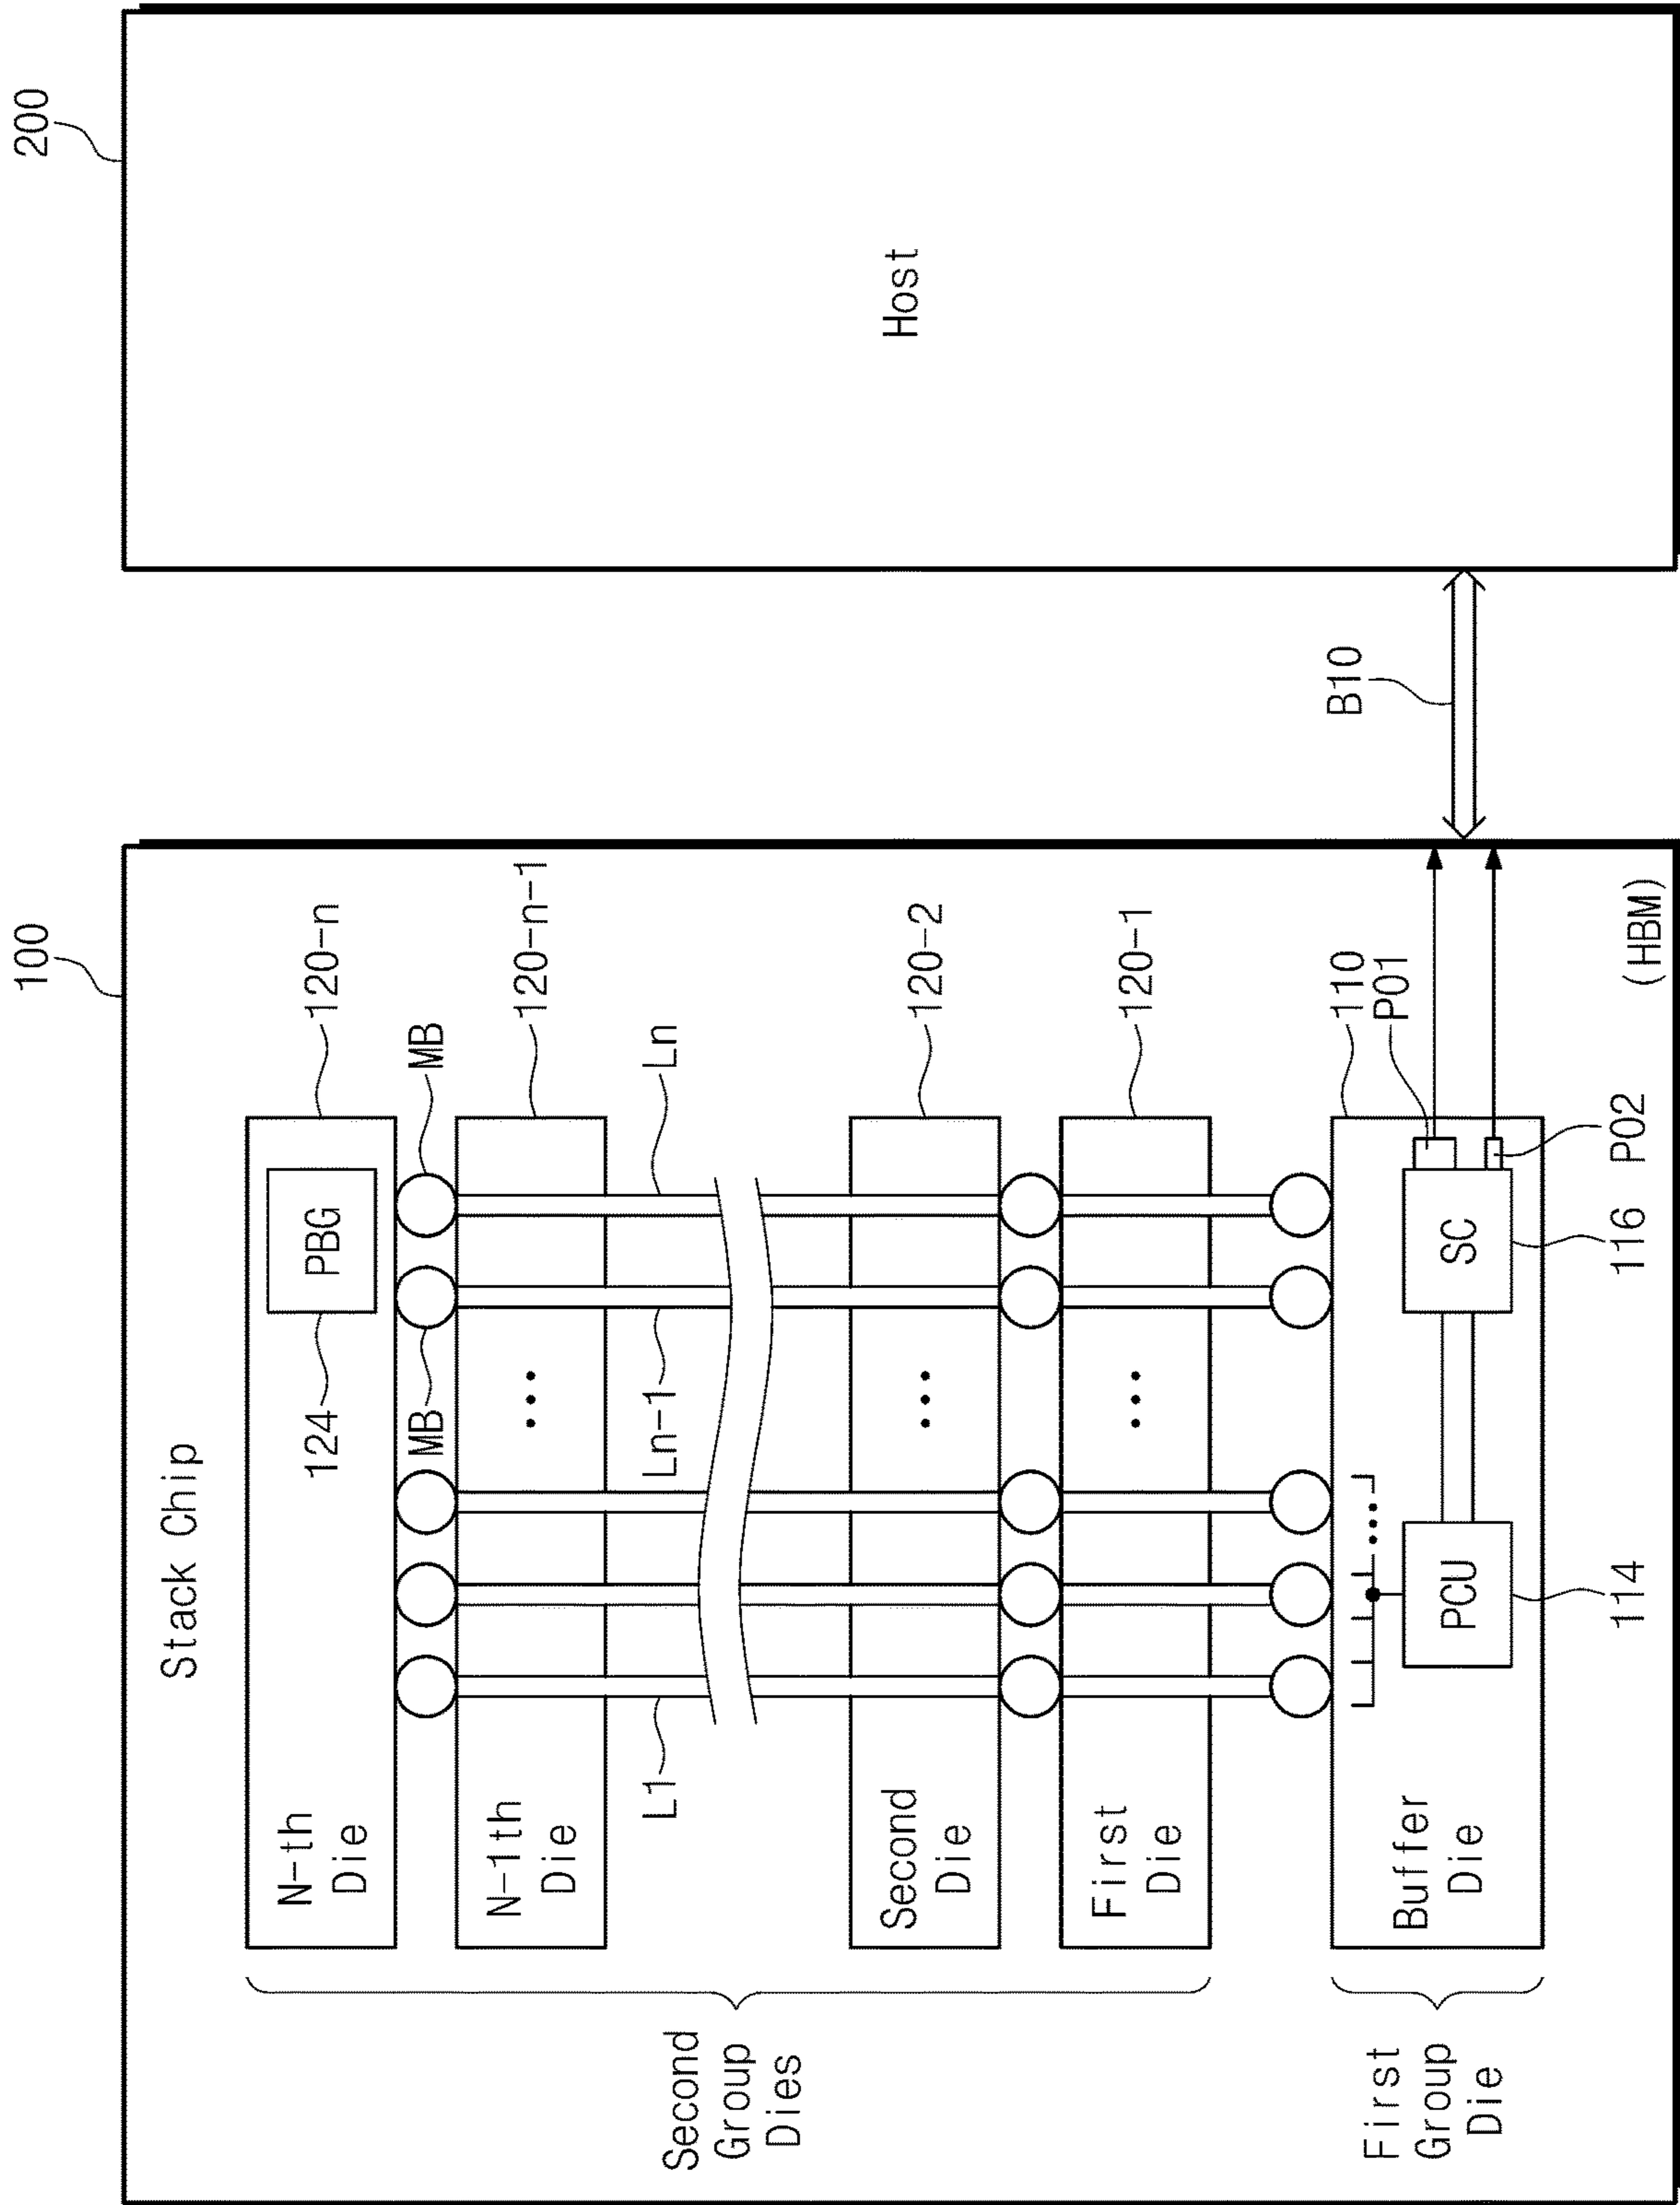 100
200
Stack Chip
N-th
Die
124
PBG
120-n
MB
MB
N-1th
Die
...
120-n-1
L1
Ln-1
Ln
Second
Group
Dies
Host
Second
Die
...
120-2
First
Die
...
120-1
B10
First
Group
Die
Buffer
Die
....
PCU
SC
110
P01
114
116
P02
(HBM)